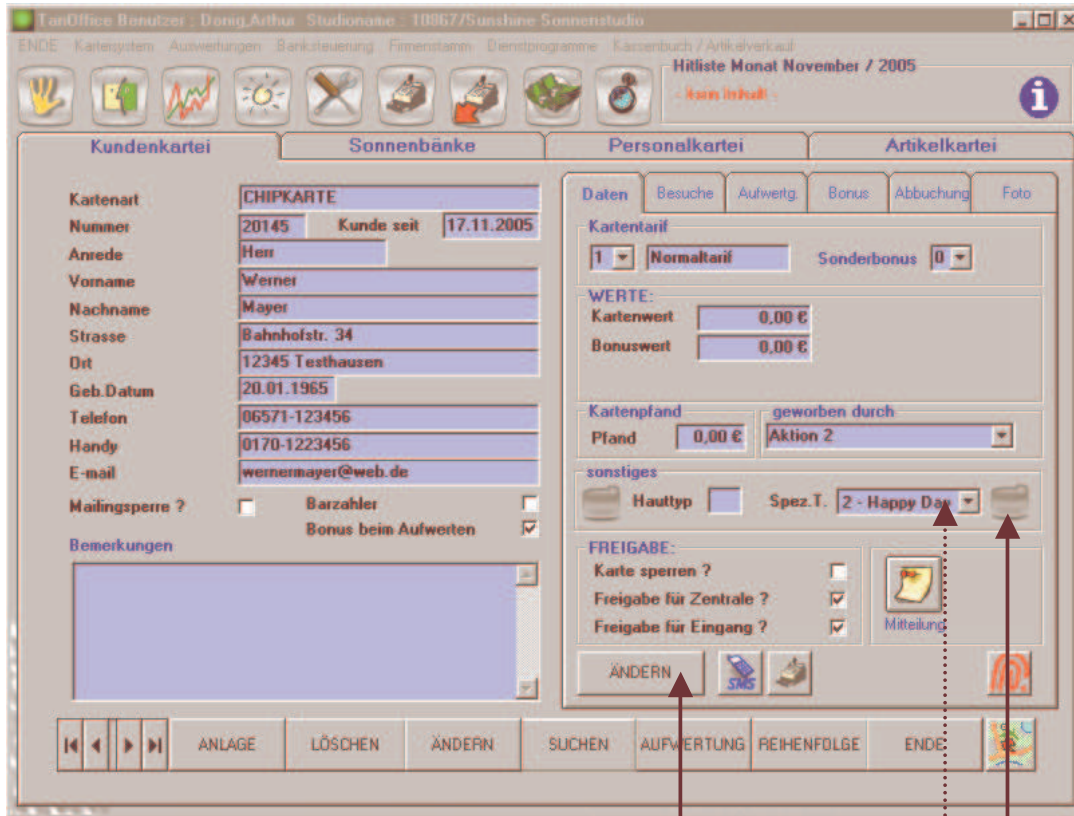 TanOffice Benutzer : Donig,Arthur Studioname : 10867/Sunshine Sonnenstudio
ENDE Kartensystem Auswertungen Banksteuerung Firmenstamm Dienstprogramme Kassenbuch / Artikelverkauf
Hitliste Monat November / 2005
- kann Inhalt -
Kundenkartei Sonnenbänke Personalkartei Artikelkartei
Kartenart CHIPKARTE
Nummer 20145 Kunde seit 17.11.2005
Anrede Herr
Vorname Werner
Nachname Mayer
Strasse Bahnhofstr. 34
Ort 12345 Testhausen
Geb.Datum 20.01.1965
Telefon 06571-123456
Handy 0170-1223456
E-mail wernermayer@web.de
Mailingsperre ? Barzahler
Bonus beim Aufwerten
Bemerkungen
Daten Besuche Aufwertg. Bonus Abbuchung Foto
Kartentarif
1 Normaltarif Sonderbonus 0
WERTE:
Kartenwert 0,00 €
Bonuswert 0,00 €
Kartenpfand geworben durch
Pfand 0,00 € Aktion 2
sonstiges
Hauttyp Spez.T. 2 - Happy Day
FREIGABE:
Karte sperren ?
Freigabe für Zentrale ?
Freigabe für Eingang ?
Mitteilung
ÄNDERN SMS
ANLAGE LÖSCHEN ÄNDERN SUCHEN AUFWERTUNG REIHENFOLGE ENDE